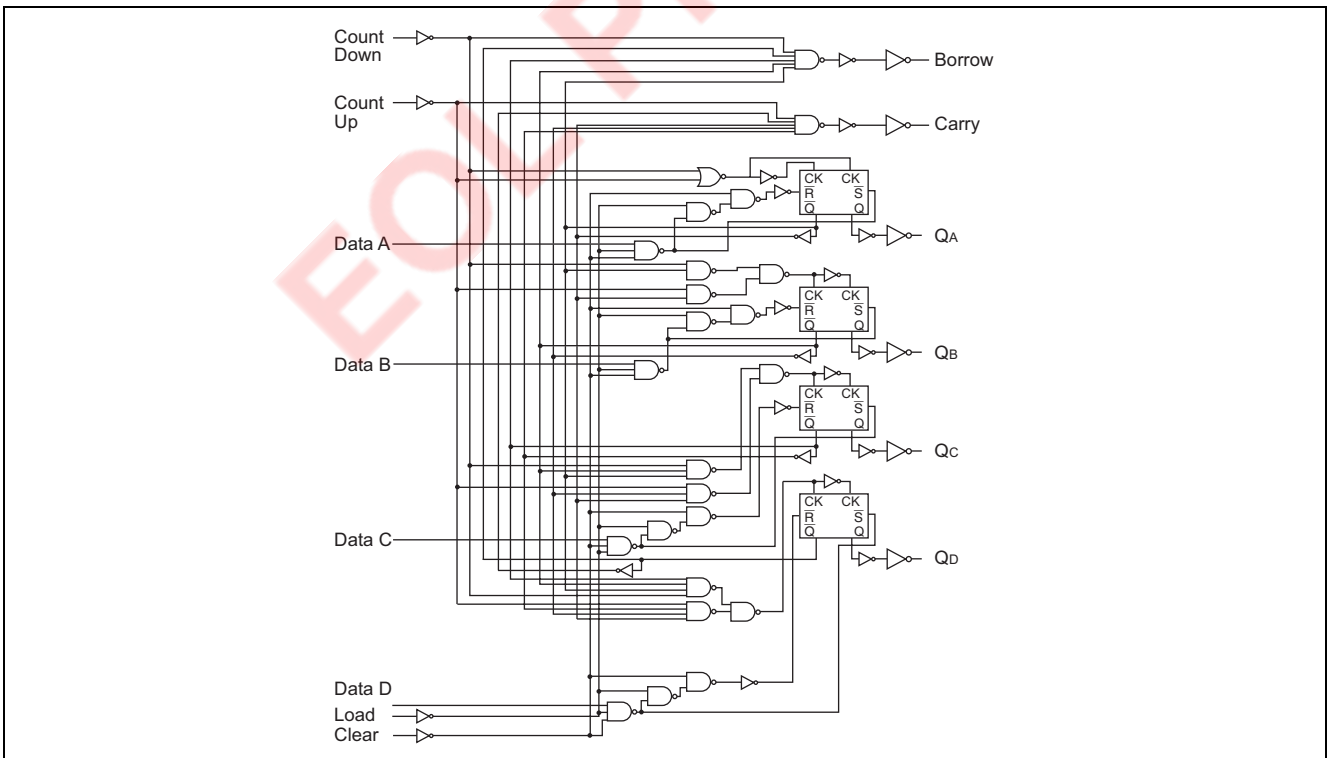 Count
Down
Borrow
Count
Up
Carry
CK CK
R S
Q Q
QA
Data A
CK CK
R S
Q Q
QB
Data B
CK CK
R S
Q Q
QC
CK CK
R S
Q Q
Data C
QD
Data D
Load
Clear
EOL